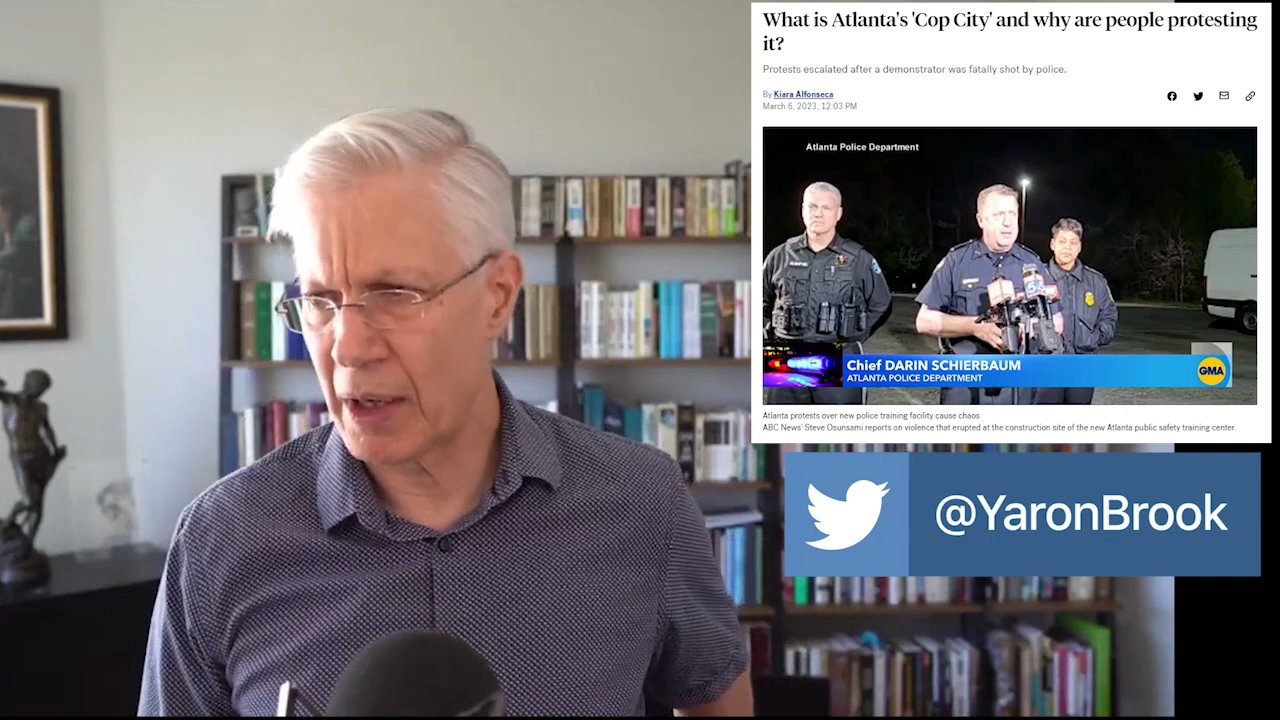 What is Atlanta's 'Cop City' and why are people protesting
it?
Protests escalated after a demonstrator was fatally shot by police.
By Kiara Alfonseca
March 6, 2023, 12:03 PM
Atlanta Police Department
Chief DARIN SCHIERBAUM
ATLANTA POLICE DEPARTMENT
GMA
Atlanta protests over new police training facility cause chaos
ABC News' Steve Osunsami reports on violence that erupted at the construction site of the new Atlanta public safety training center.
@YaronBrook